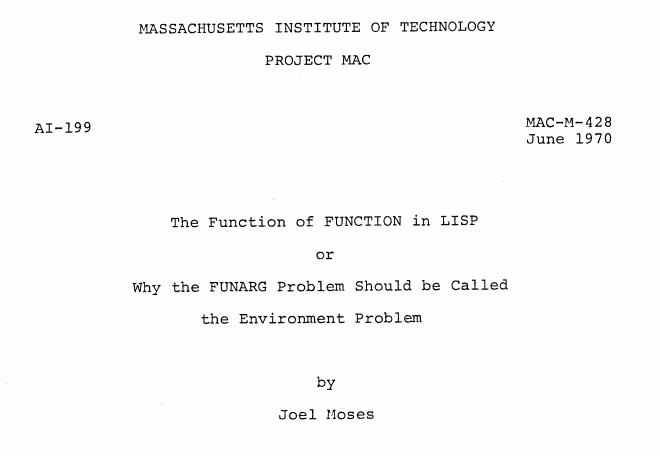 MASSACHUSETTS INSTITUTE OF TECHNOLOGY
PROJECT MAC
AI-199
MAC-M-428
June 1970
The Function of FUNCTION in LISP
or
Why the FUNARG Problem Should be Called
the Environment Problem
by
Joel Moses